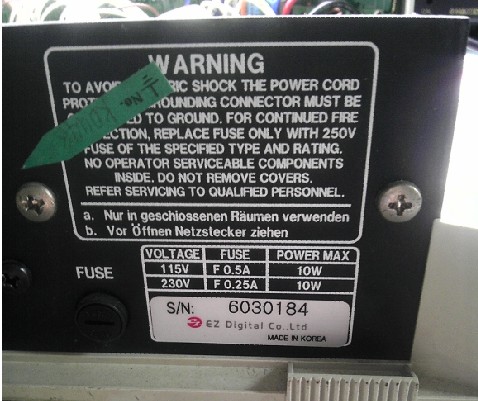 WARNING
TO AVOID ELECTRIC SHOCK THE POWER CORD
PROTECTIVE GROUNDING CONNECTOR MUST BE
TO GROUND. FOR CONTINUED FIRE
REPLACE FUSE ONLY WITH 250V
FUSE OF THE SPECIFIED TYPE AND RATING.
NO OPERATOR SERVICEABLE COMPONENTS
INSIDE. DO NOT REMOVE COVERS.
REFER SERVICING TO QUALIFIED PERSONNEL.
No.
a. Nur in geschlossenen Räumen verwenden
b. Vor Öffnen Netzstecker ziehen
VOLTAGE FUSE POWER MAX
115V F 0.5A 10W
230V F 0.25A 10W
FUSE
S/N: 6030184
EZ Digital Co.,Ltd
MADE IN KOREA